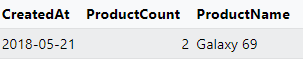 CreatedAt ProductCount ProductName
2018-05-21 2 Galaxy 69